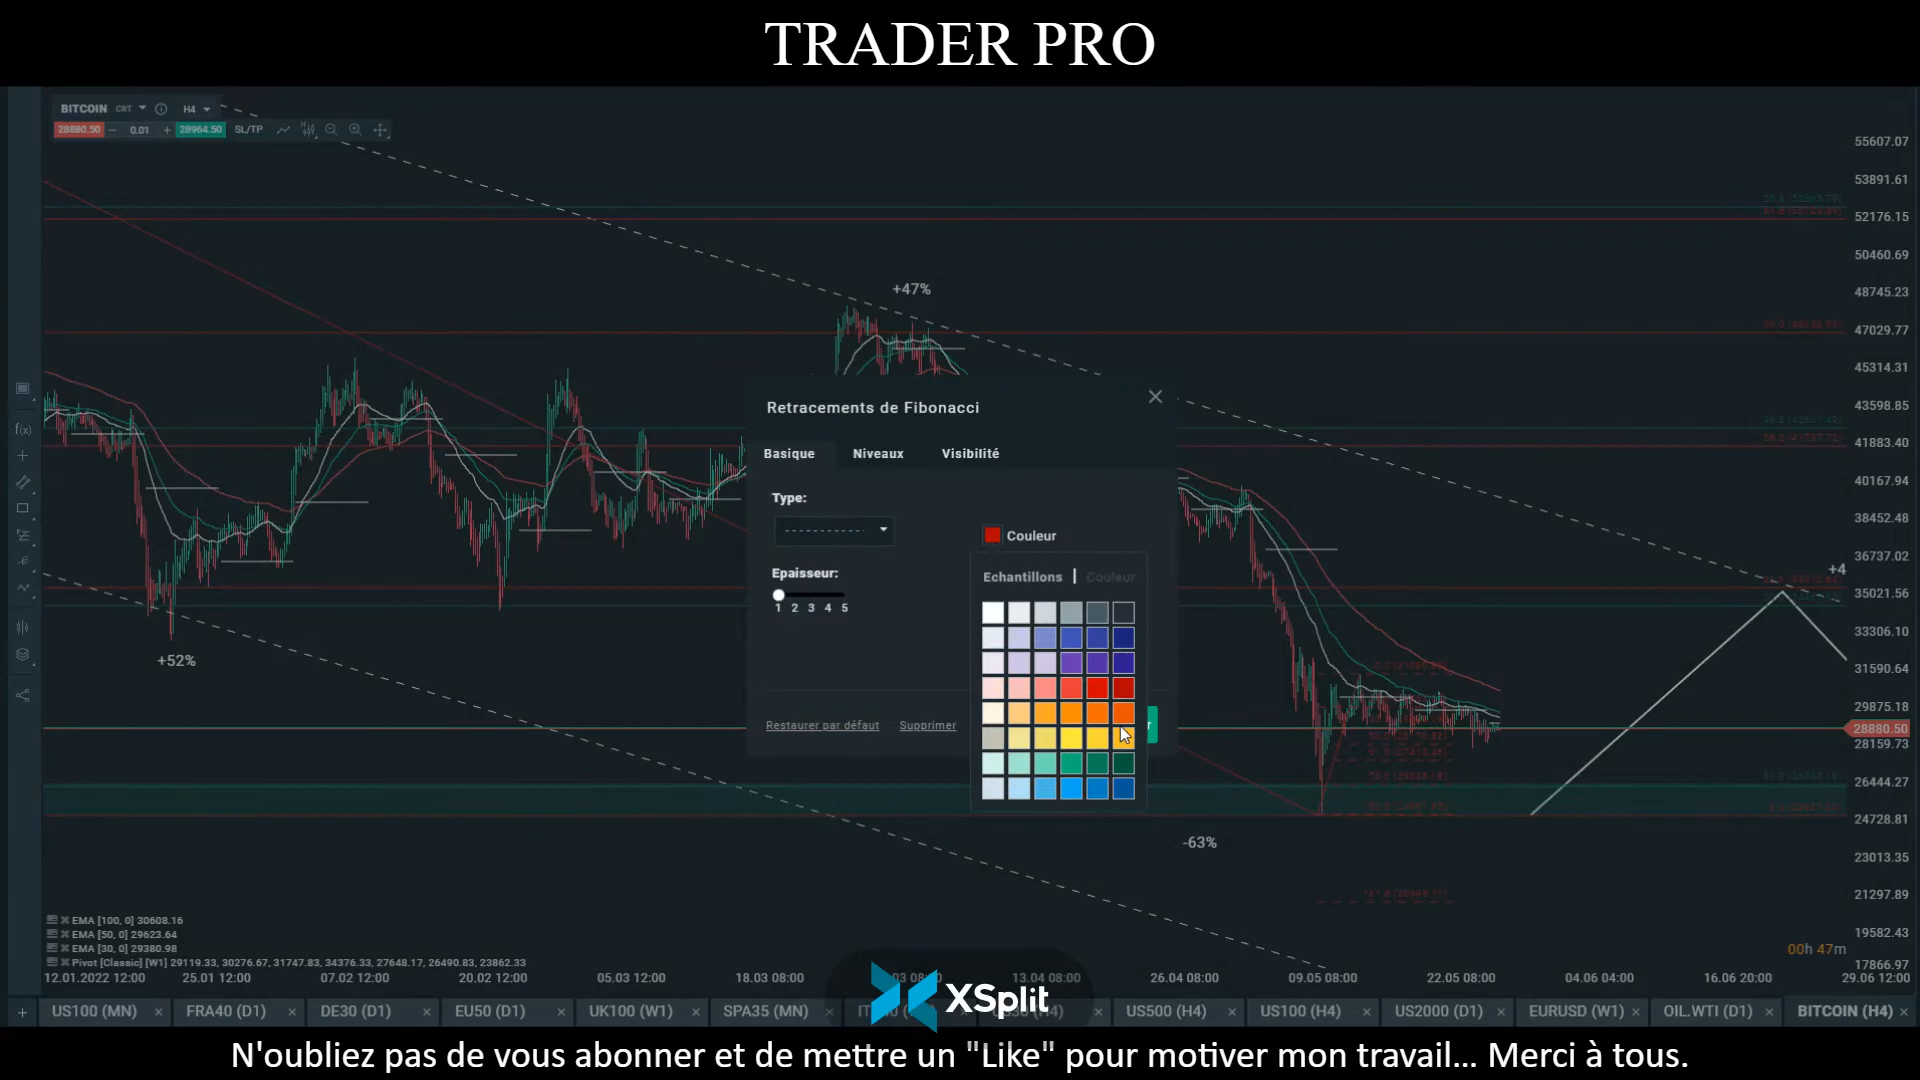 TRADER PRO
BITCOIN CRT H4
28880.50 0.01 + 28964.50 SL/TP
55607.07
53891.61
52176.15
50460.69
+47%
48745.23
47029.77
45314.31
Retracements de Fibonacci
43598.85
Basique Niveaux Visibilité
41883.40
40167.94
Type:
38452.48
Couleur
36737.02
Epaisseur:
+4
Echantillons | Couleur
35021.56
1 2 3 4 5
33306.10
+52%
31590.64
29875.18
Restaurer par défaut Supprimer r
28880.50
28159.73
26444.27
24728.81
-63%
23013.35
21297.89
EMA [100, 0] 30608.16
EMA [50, 0] 29623.64
19582.43
EMA [30, 0] 29380.98
00h 47m
Pivot [Classic] [W1] 29119.33, 30276.67, 31747.83, 34376.33, 27648.17, 26490.83, 23862.33
17866.97
12.01.2022 12:00 25.01 12:00 07.02 12:00 20.02 12:00 05.03 12:00 18.03 08:00 13.04 08:00 26.04 08:00 09.05 08:00 22.05 08:00 04.06 04:00 16.06 20:00 29.06 12:00
XSplit
+ US100 (MN) × FRA40 (D1) × DE30 (D1) × EU50 (D1) × UK100 (W1) × SPA35 (MN) × US500 (H4) × US100 (H4) × US2000 (D1) × EURUSD (W1) × OIL.WTI (D1) × BITCOIN (H4) ×
N'oubliez pas de vous abonner et de mettre un "Like" pour motiver mon travail... Merci à tous.